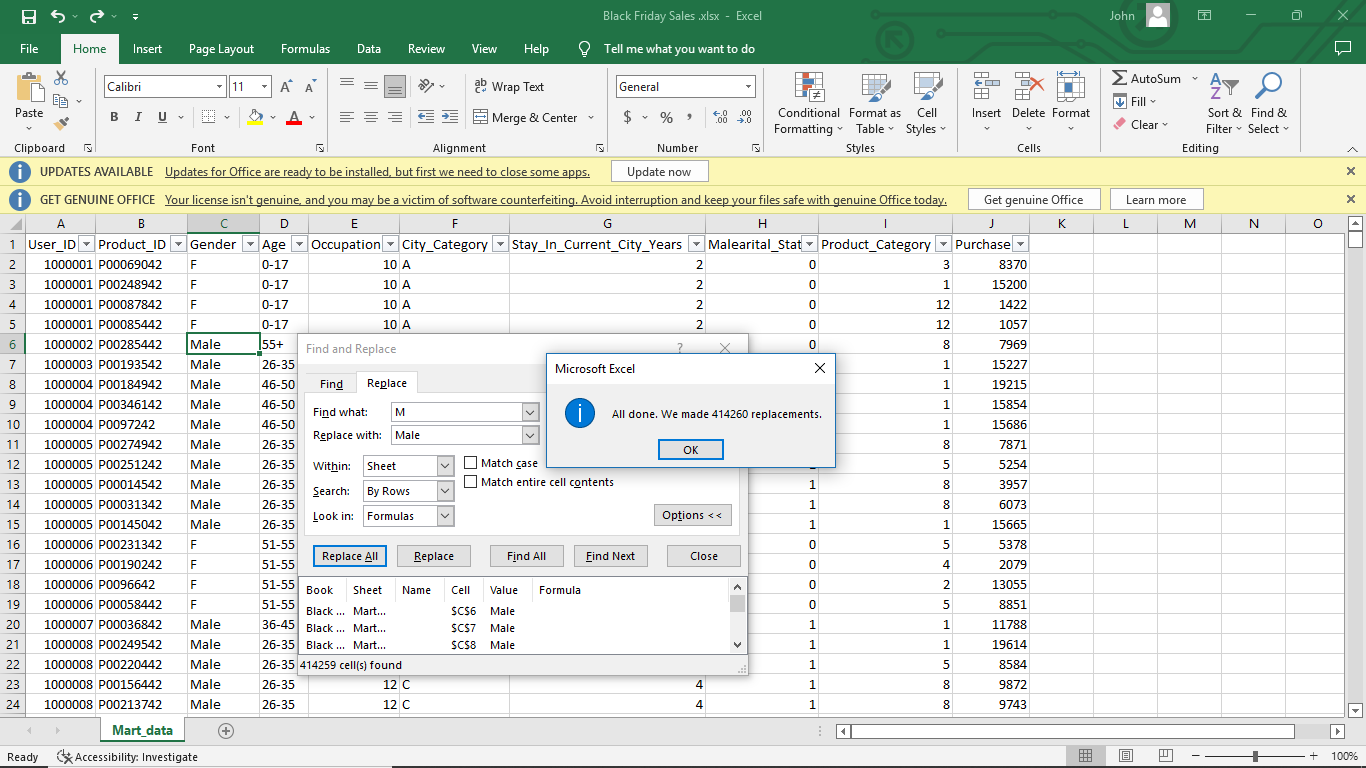 Black Friday Sales .xlsx - Excel
John
File Home Insert Page Layout Formulas Data Review View Help Tell me what you want to do
Paste
Clipboard
Calibri 11
B I U
A A A
Font
ab Wrap Text
Merge & Center
Alignment
General
$ % ,
Number
Conditional Formatting
Format as Table
Cell Styles
Styles
Insert Delete Format
Cells
AutoSum
Fill
Clear
Sort & Filter
Find & Select
Editing
UPDATES AVAILABLE Updates for Office are ready to be installed, but first we need to close some apps. Update now
GET GENUINE OFFICE Your license isn't genuine, and you may be a victim of software counterfeiting. Avoid interruption and keep your files safe with genuine Office today. Get genuine Office Learn more
A B C D E F G H I J K L M N O
1 User_ID Product_ID Gender Age Occupation City_Category Stay_In_Current_City_Years Malearital_Stat Product_Category Purchase
2 1000001 P00069042 F 0-17 10 A 2 0 3 8370
3 1000001 P00248942 F 0-17 10 A 2 0 1 15200
4 1000001 P00087842 F 0-17 10 A 2 0 12 1422
5 1000001 P00085442 F 0-17 10 A 2 0 12 1057
6 1000002 P00285442 Male 55+ 0 8 7969
7 1000003 P00193542 Male 26-35 1 15227
8 1000004 P00184942 Male 46-50 1 19215
9 1000004 P00346142 Male 46-50 1 15854
10 1000004 P0097242 Male 46-50 1 15686
11 1000005 P00274942 Male 26-35 8 7871
12 1000005 P00251242 Male 26-35 5 5254
13 1000005 P00014542 Male 26-35 1 8 3957
14 1000005 P00031342 Male 26-35 1 8 6073
15 1000005 P00145042 Male 26-35 1 1 15665
16 1000006 P00231342 F 51-55 0 5 5378
17 1000006 P00190242 F 51-55 0 4 2079
18 1000006 P0096642 F 51-55 0 2 13055
19 1000006 P00058442 F 51-55 0 5 8851
20 1000007 P00036842 Male 36-45 1 1 11788
21 1000008 P00249542 Male 26-35 1 1 19614
22 1000008 P00220442 Male 26-35 1 5 8584
23 1000008 P00156442 Male 26-35 12 C 4 1 8 9872
24 1000008 P00213742 Male 26-35 12 C 4 1 8 9743
Find and Replace ?
Find Replace
Find what: M
Replace with: Male
Within: Sheet
Match case
Search: By Rows
Match entire cell contents
Look in: Formulas
Options <<
Replace All Replace Find All Find Next Close
Book Sheet Name Cell Value Formula
Black ... Mart... $C$6 Male
Black ... Mart... $C$7 Male
Black ... Mart... $C$8 Male
414259 cell(s) found
Microsoft Excel
All done. We made 414260 replacements.
OK
Mart_data
Ready Accessibility: Investigate
100%